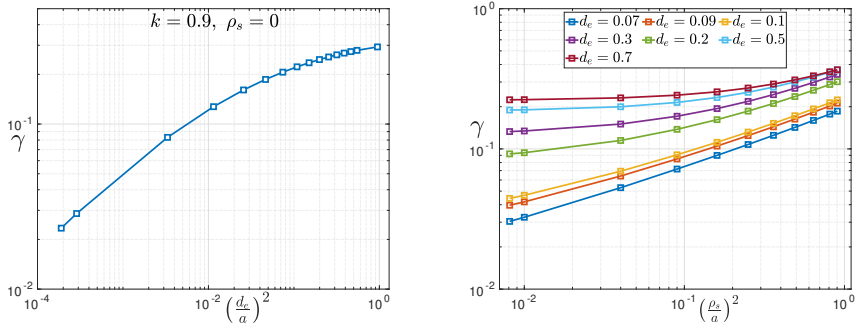 k = 0.9, ρ_s = 0
γ
10^{-1}
10^{-2}
10^{-4}
10^{-2}
10^0
(\frac{d_e}{a})^2
10^0
10^{-1}
10^{-2}
γ
d_e = 0.07
d_e = 0.09
d_e = 0.1
d_e = 0.3
d_e = 0.2
d_e = 0.5
d_e = 0.7
10^{-2}
10^{-1}
10^0
(\frac{ρ_s}{a})^2